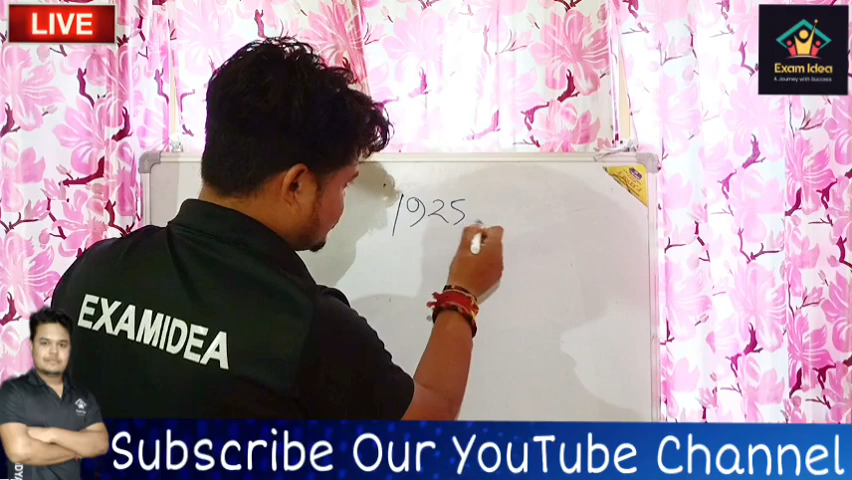 LIVE
Exam Idea
A Journey with Success
1925
EXAMIDEA
Subscribe Our YouTube Channel